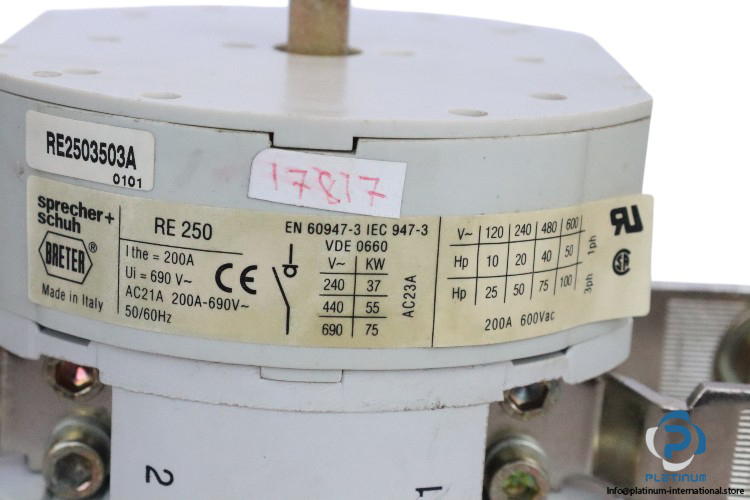 RE2503503A
0101
17817
sprecher+
schuh
BRETER®
Made in Italy
RE 250
I the = 200A
Ui = 690 V~
AC21A 200A-690V~
50/60Hz
CE
EN 60947-3 IEC 947-3
VDE 0660
V~ KW
240 37
440 55
690 75
AC23A
V~ 120 240 480 600
Hp 10 20 40 50 1ph
Hp 25 50 75 100 3ph
200A 600Vac
2
1
PLATINUM
Info@platinum-international.store